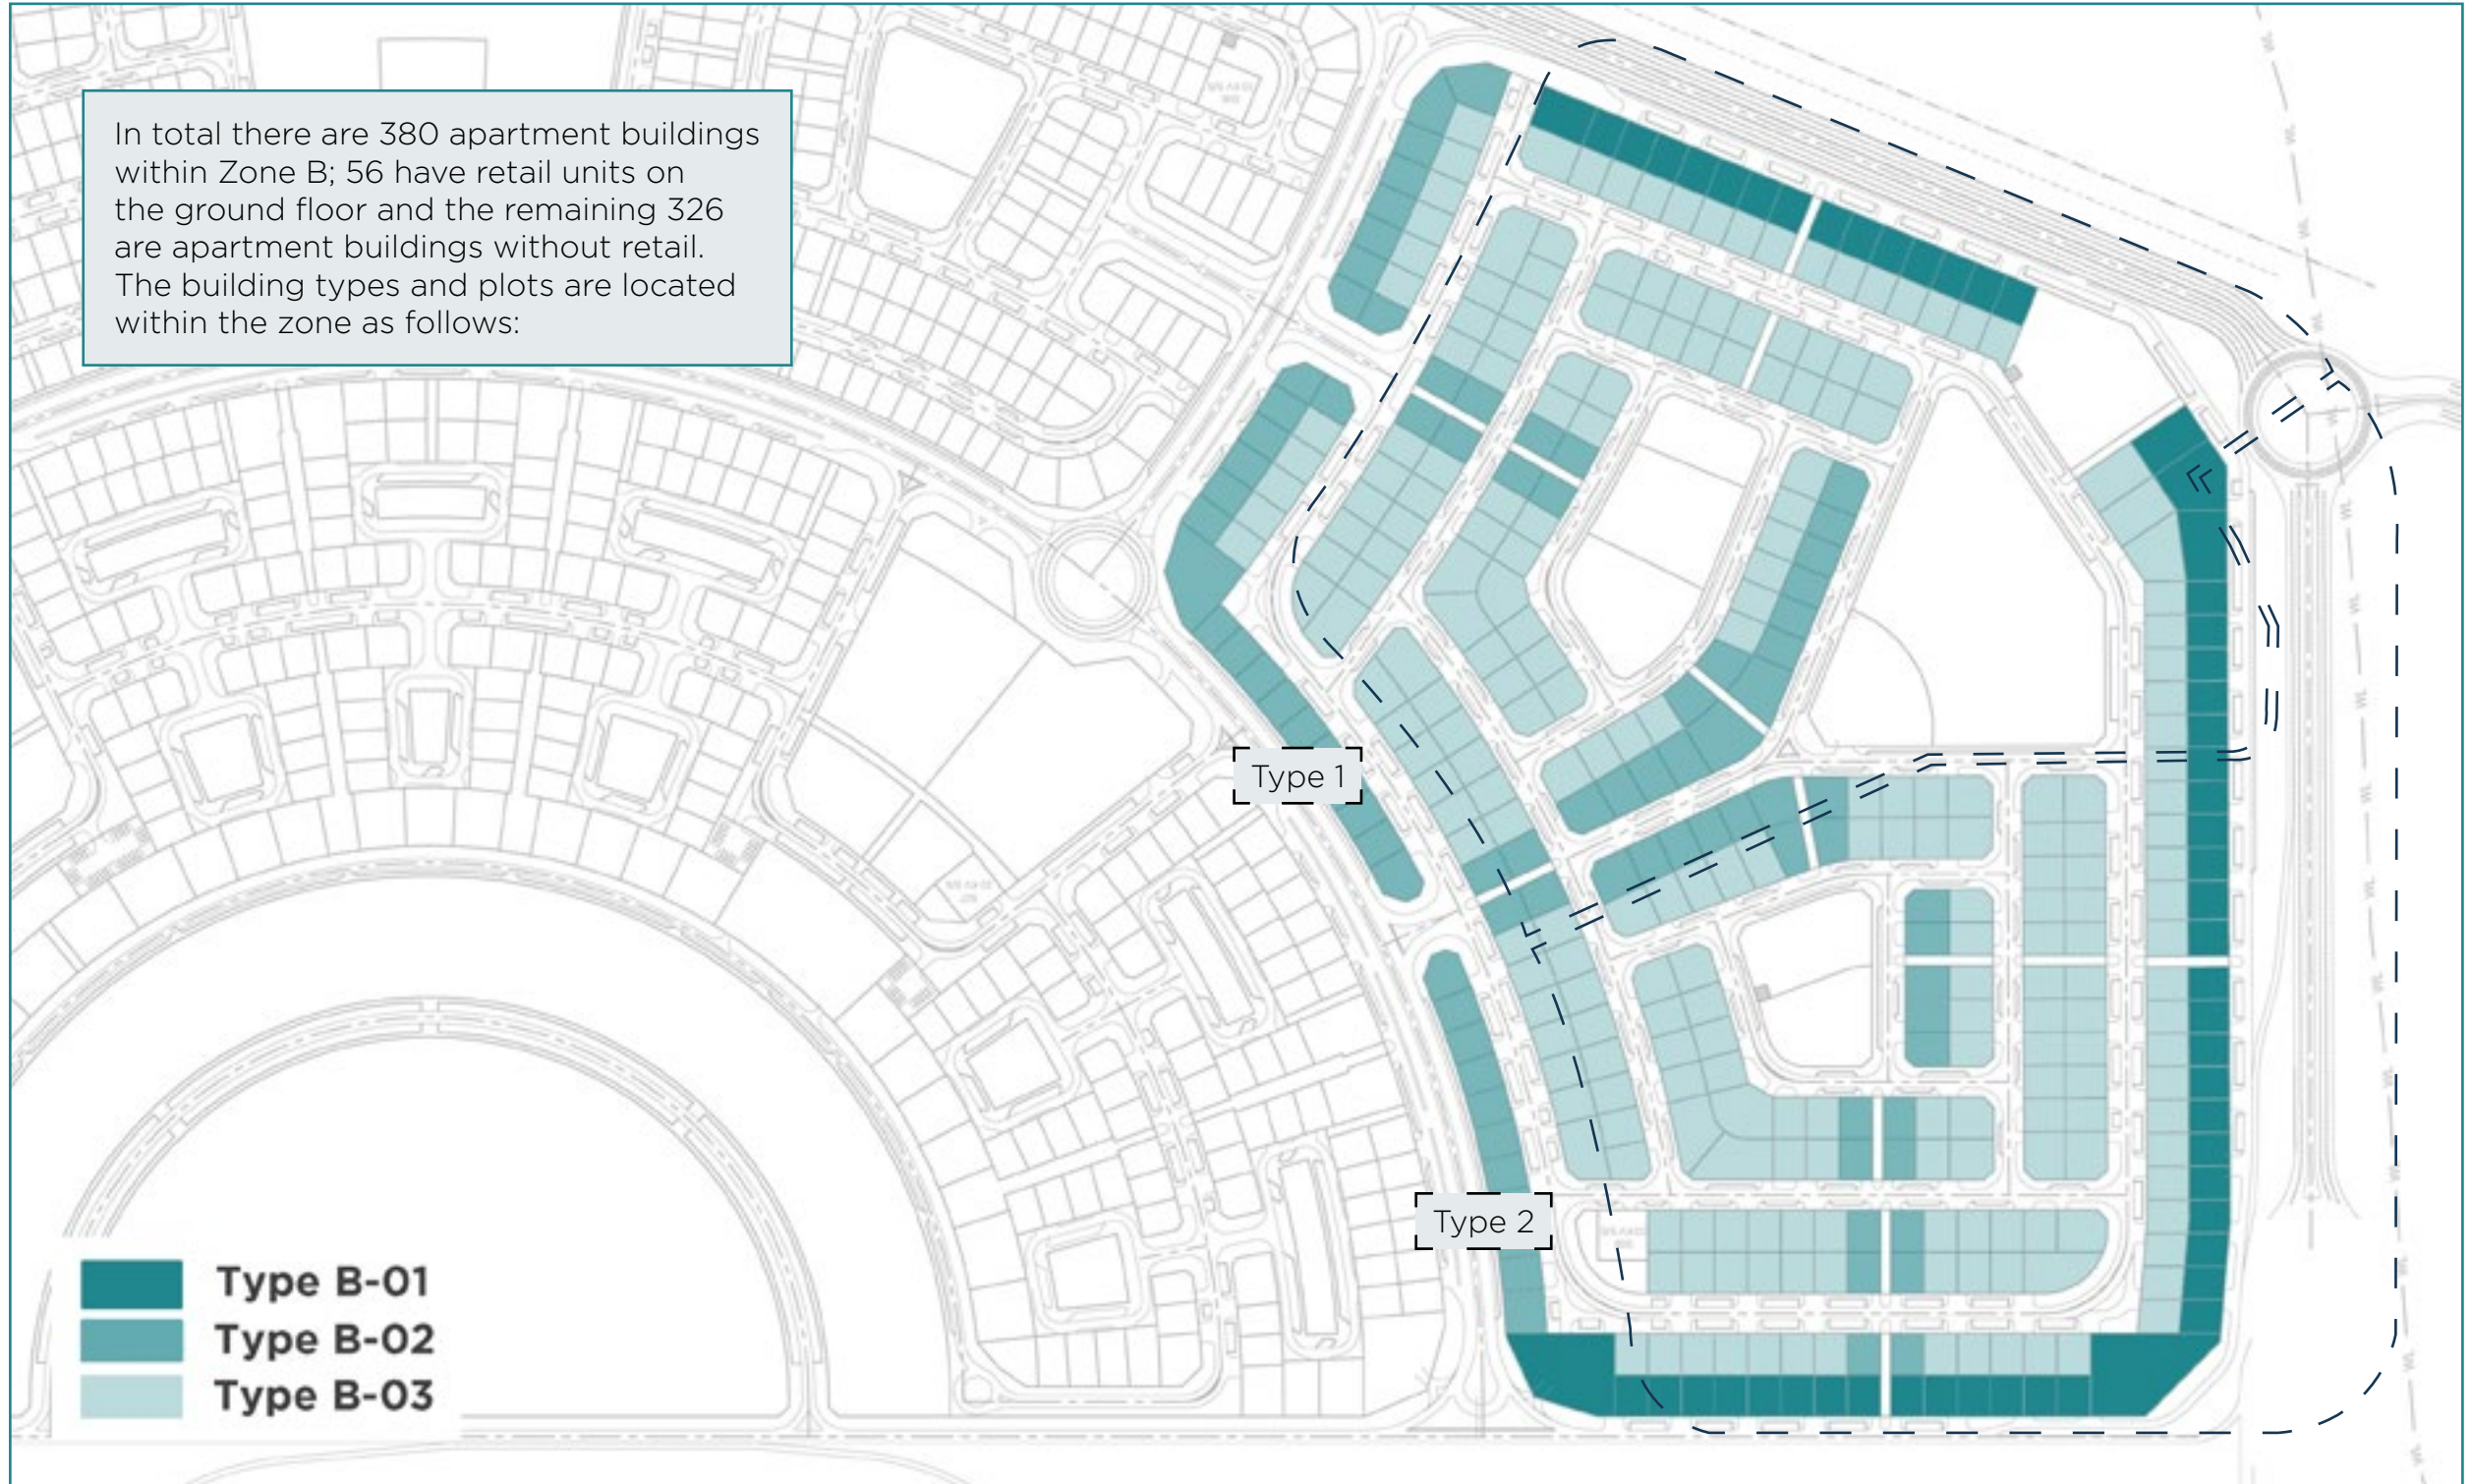 In total there are 380 apartment buildings
within Zone B; 56 have retail units on
the ground floor and the remaining 326
are apartment buildings without retail.
The building types and plots are located
within the zone as follows:
Type 1
Type 2
Type B-01
Type B-02
Type B-03